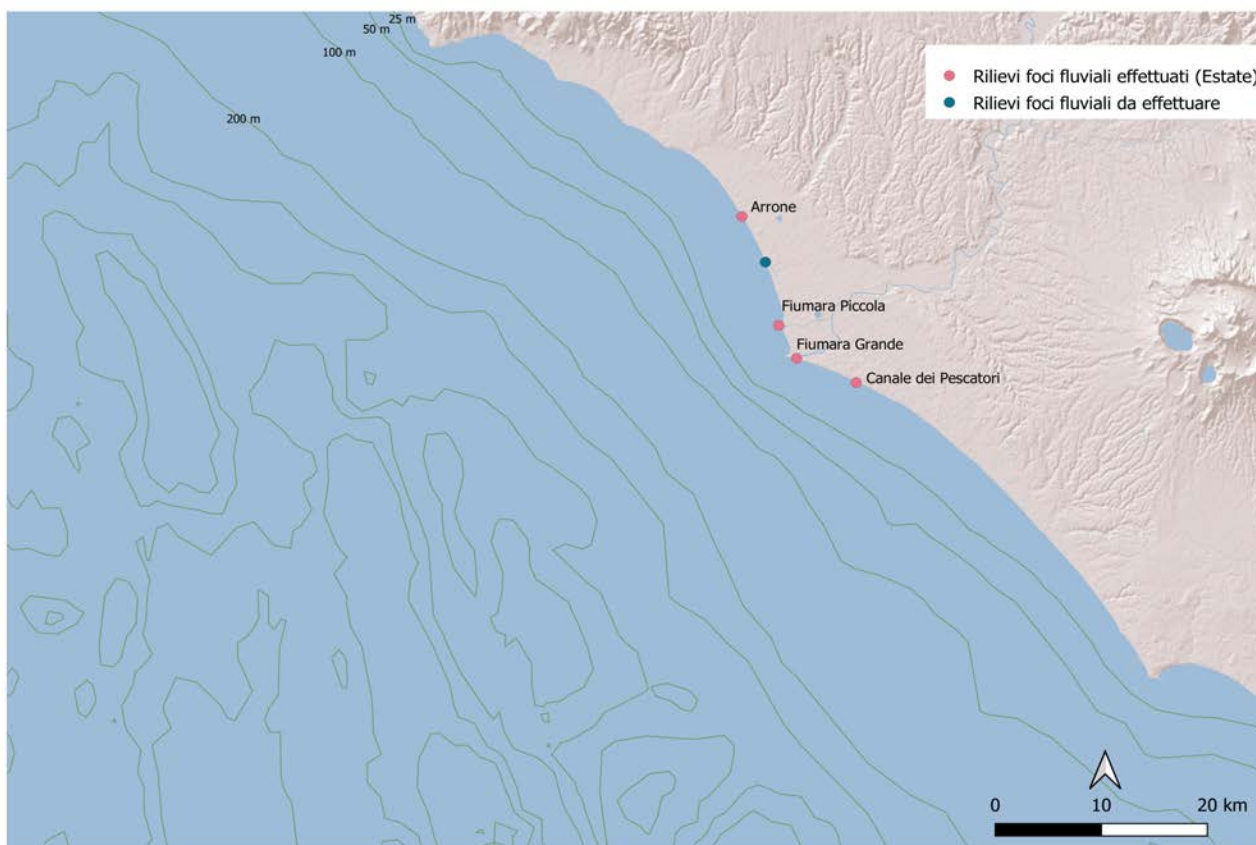 25 m
50 m
100 m
200 m
Rilievi foci fluviali effettuati (Estate)
Rilievi foci fluviali da effettuare
Arrone
Fiumara Piccola
Fiumara Grande
Canale dei Pescatori
0 10 20 km